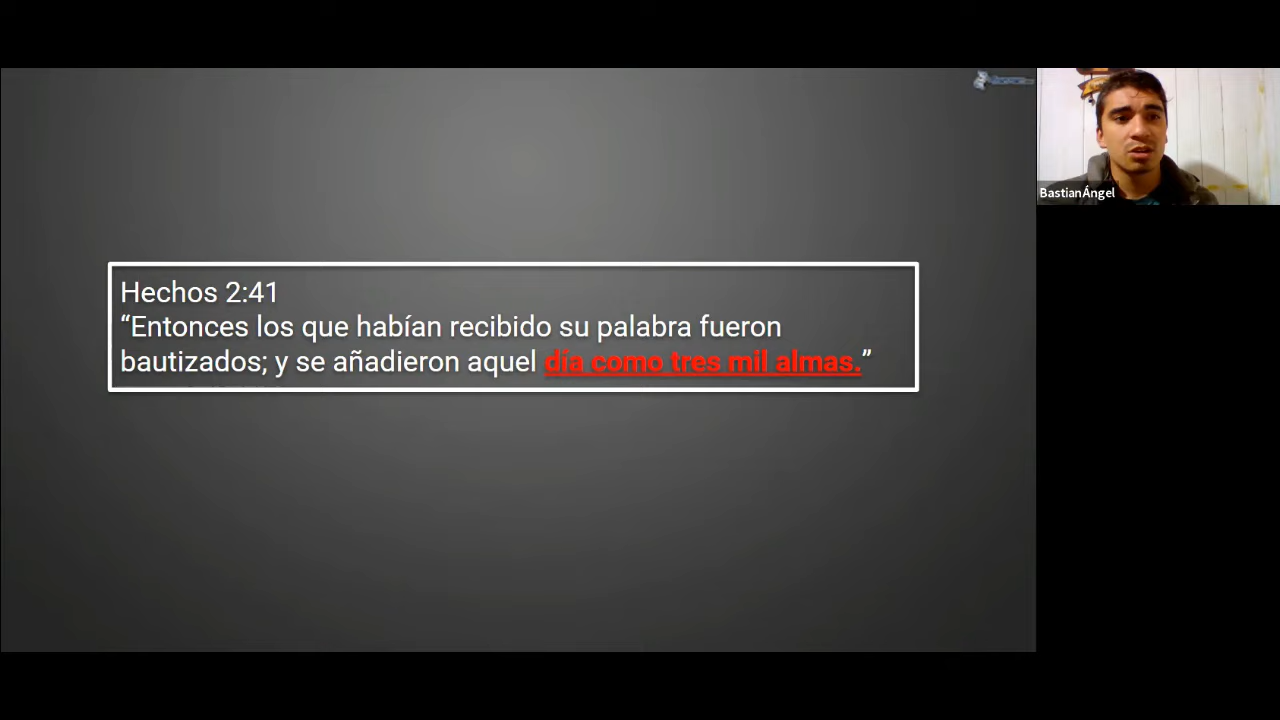 Hechos 2:41
“Entonces los que habían recibido su palabra fueron
bautizados; y se añadieron aquel día como tres mil almas.”
BastianÁngel